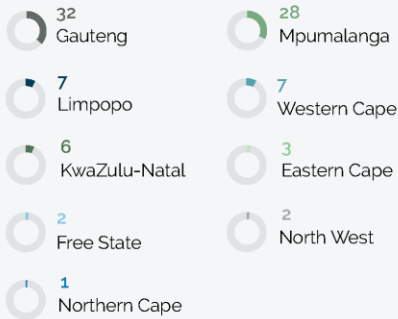 32
Gauteng
28
Mpumalanga
7
Limpopo
7
Western Cape
6
KwaZulu-Natal
3
Eastern Cape
2
Free State
2
North West
1
Northern Cape